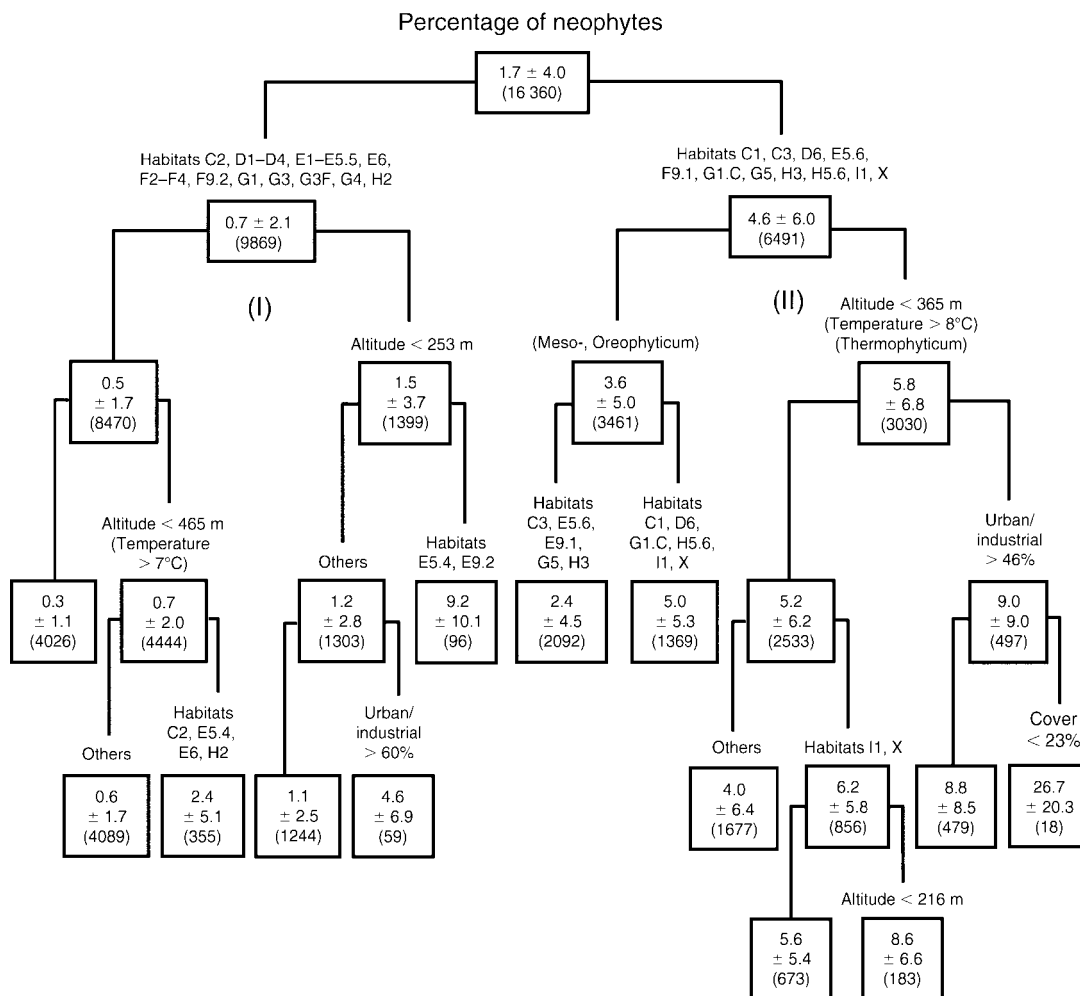 Percentage of neophytes
1.7 ± 4.0
(16 360)
Habitats C2, D1–D4, E1–E5.5, E6,
F2–F4, F9.2, G1, G3, G3F, G4, H2
Habitats C1, C3, D6, E5.6,
F9.1, G1.C, G5, H3, H5.6, I1, X
0.7 ± 2.1
(9869)
4.6 ± 6.0
(6491)
(I)
(II)
Altitude < 253 m
(Meso-, Oreophyticum)
Altitude < 365 m
(Temperature > 8°C)
(Thermophyticum)
0.5
± 1.7
(8470)
1.5
± 3.7
(1399)
3.6
± 5.0
(3461)
5.8
± 6.8
(3030)
Altitude < 465 m
(Temperature
> 7°C)
Others
Habitats
E5.4, E9.2
Habitats
C3, E5.6,
E9.1,
G5, H3
Habitats
C1, D6,
G1.C, H5.6,
I1, X
Urban/
industrial
> 46%
0.3
± 1.1
(4026)
0.7
± 2.0
(4444)
1.2
± 2.8
(1303)
9.2
± 10.1
(96)
2.4
± 4.5
(2092)
5.0
± 5.3
(1369)
5.2
± 6.2
(2533)
9.0
± 9.0
(497)
Others
Habitats
C2, E5.4,
E6, H2
Urban/
industrial
> 60%
Others
Habitats I1, X
Cover
< 23%
0.6
± 1.7
(4089)
2.4
± 5.1
(355)
1.1
± 2.5
(1244)
4.6
± 6.9
(59)
4.0
± 6.4
(1677)
6.2
± 5.8
(856)
8.8
± 8.5
(479)
26.7
± 20.3
(18)
Altitude < 216 m
5.6
± 5.4
(673)
8.6
± 6.6
(183)